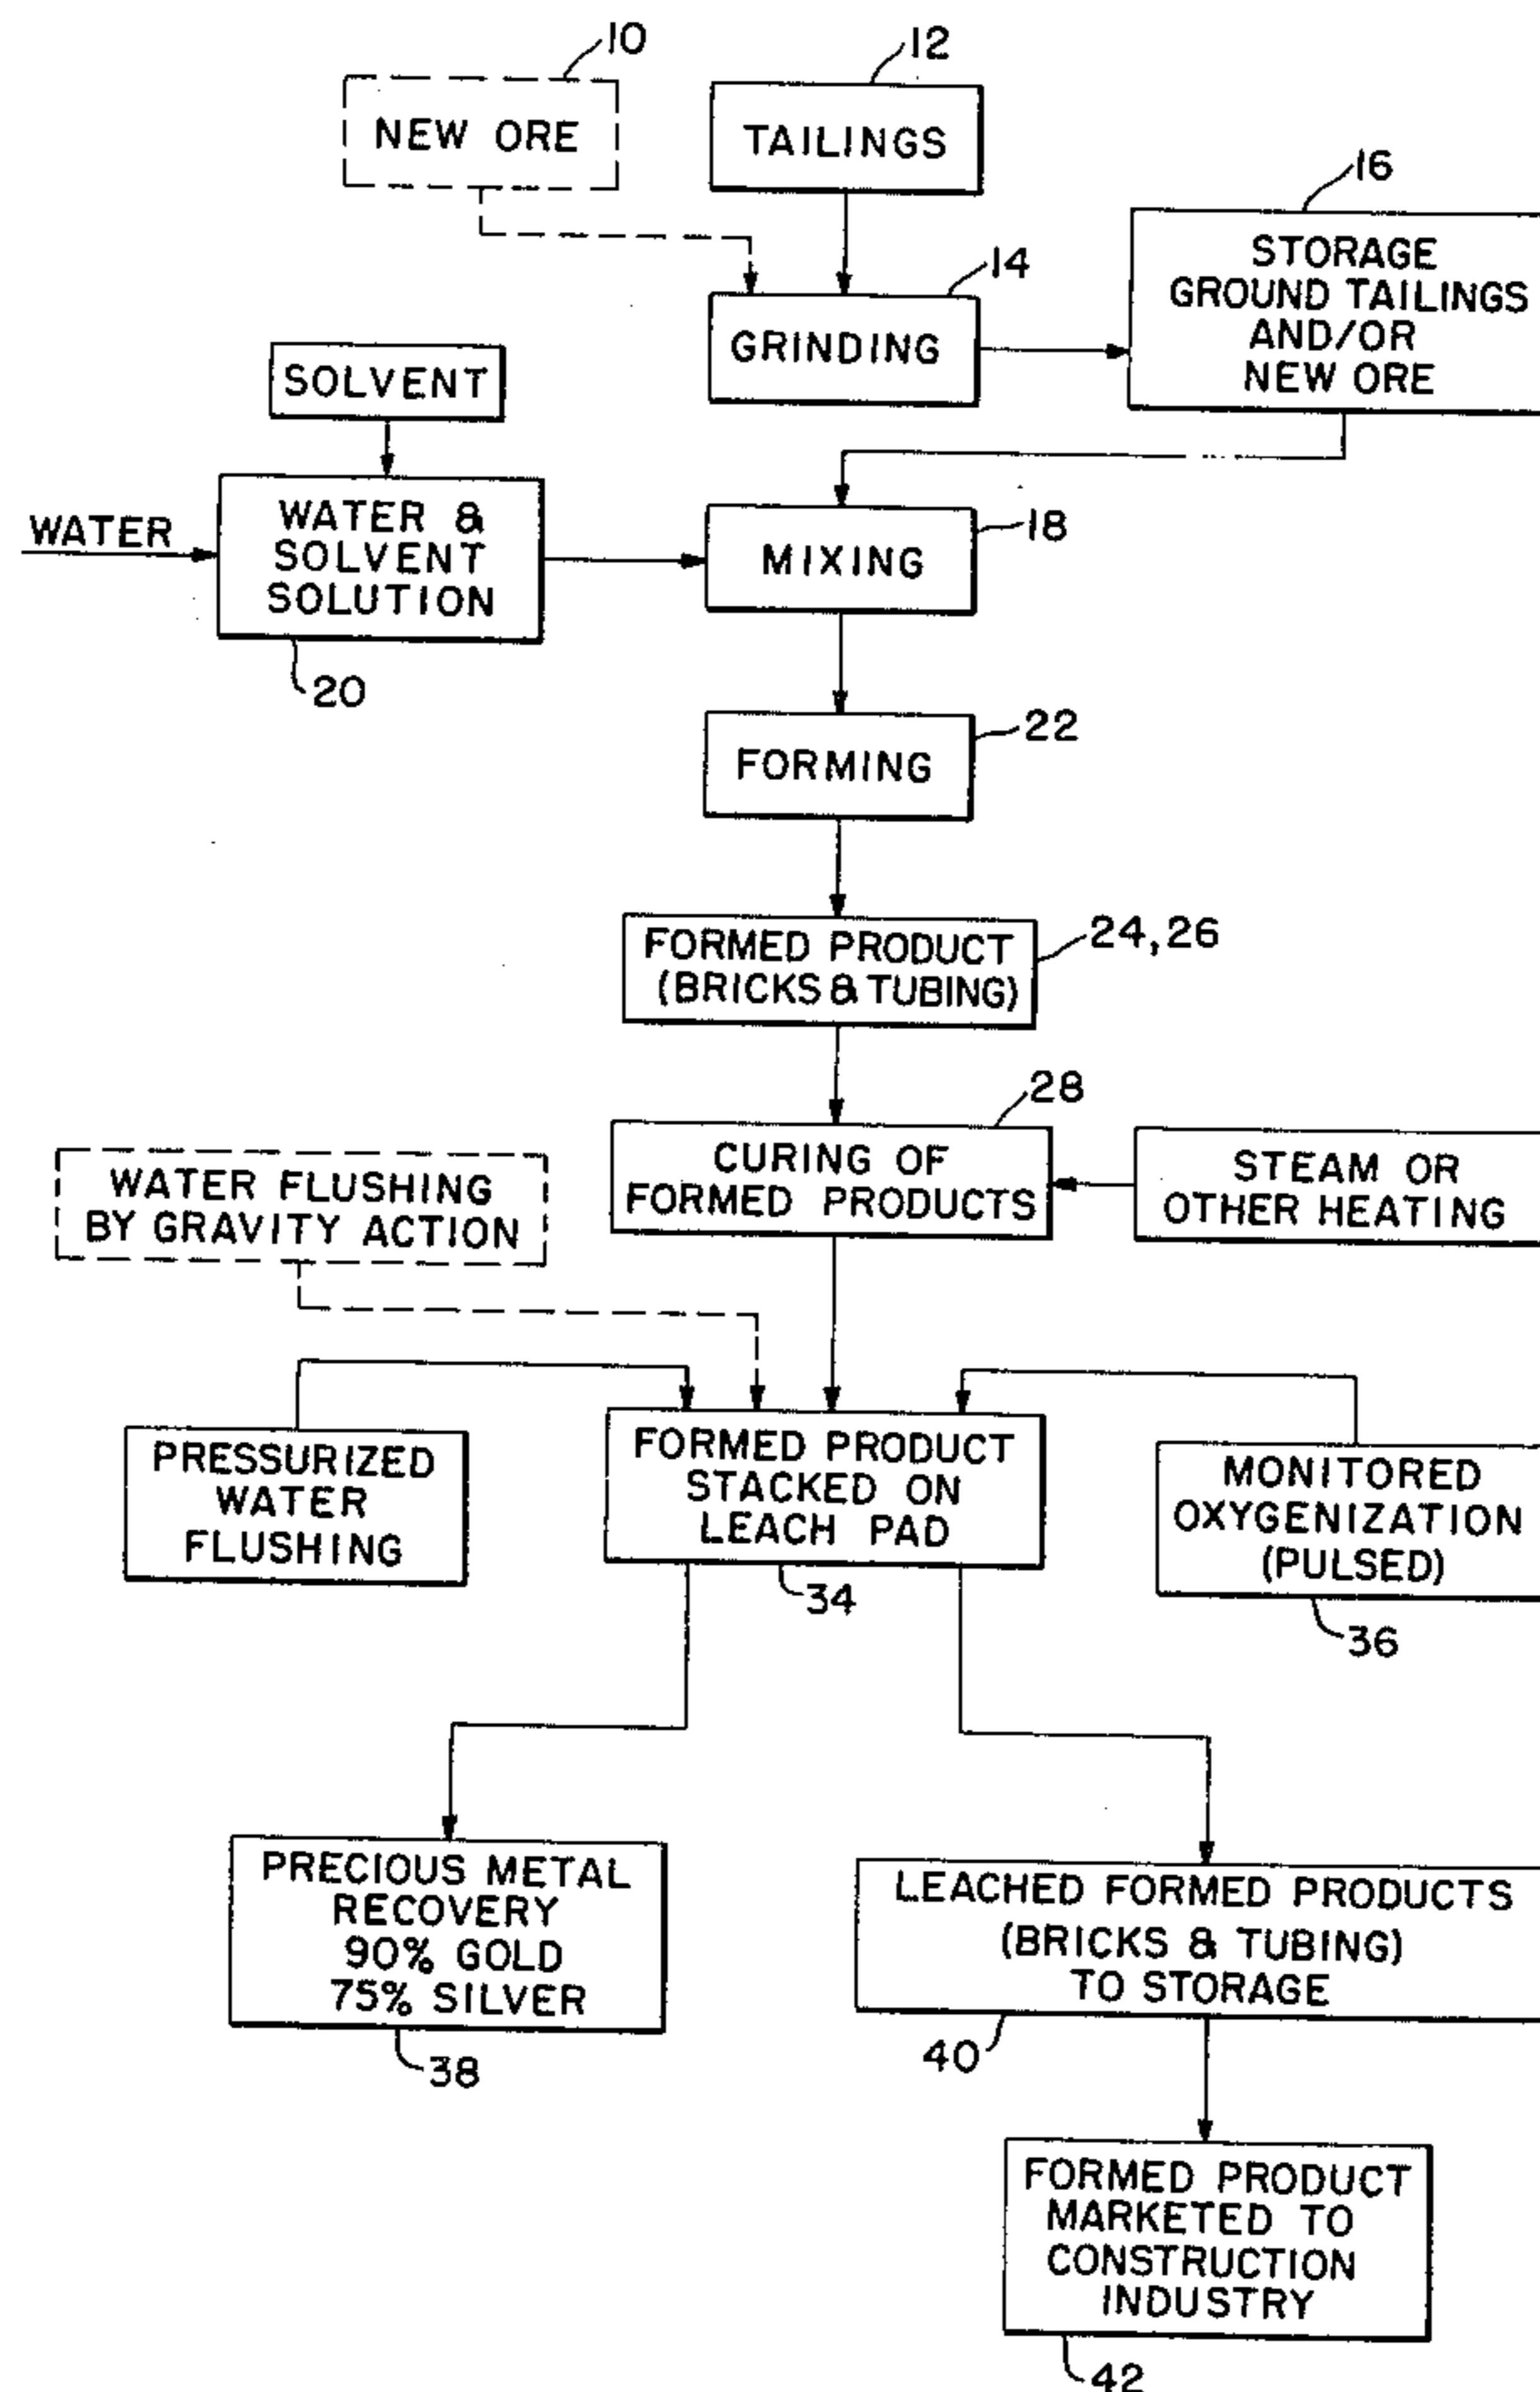 10
NEW ORE
12
TAILINGS
14
GRINDING
16
STORAGE
GROUND TAILINGS
AND/OR
NEW ORE
SOLVENT
WATER
WATER &
SOLVENT
SOLUTION
20
MIXING
18
FORMING
22
FORMED PRODUCT
(BRICKS & TUBING)
24,26
28
CURING OF
FORMED PRODUCTS
STEAM OR
OTHER HEATING
WATER FLUSHING
BY GRAVITY ACTION
PRESSURIZED
WATER
FLUSHING
FORMED PRODUCT
STACKED ON
LEACH PAD
34
MONITORED
OXYGENIZATION
(PULSED)
36
PRECIOUS METAL
RECOVERY
90% GOLD
75% SILVER
38
LEACHED FORMED PRODUCTS
(BRICKS & TUBING)
TO STORAGE
40
FORMED PRODUCT
MARKETED TO
CONSTRUCTION
INDUSTRY
42